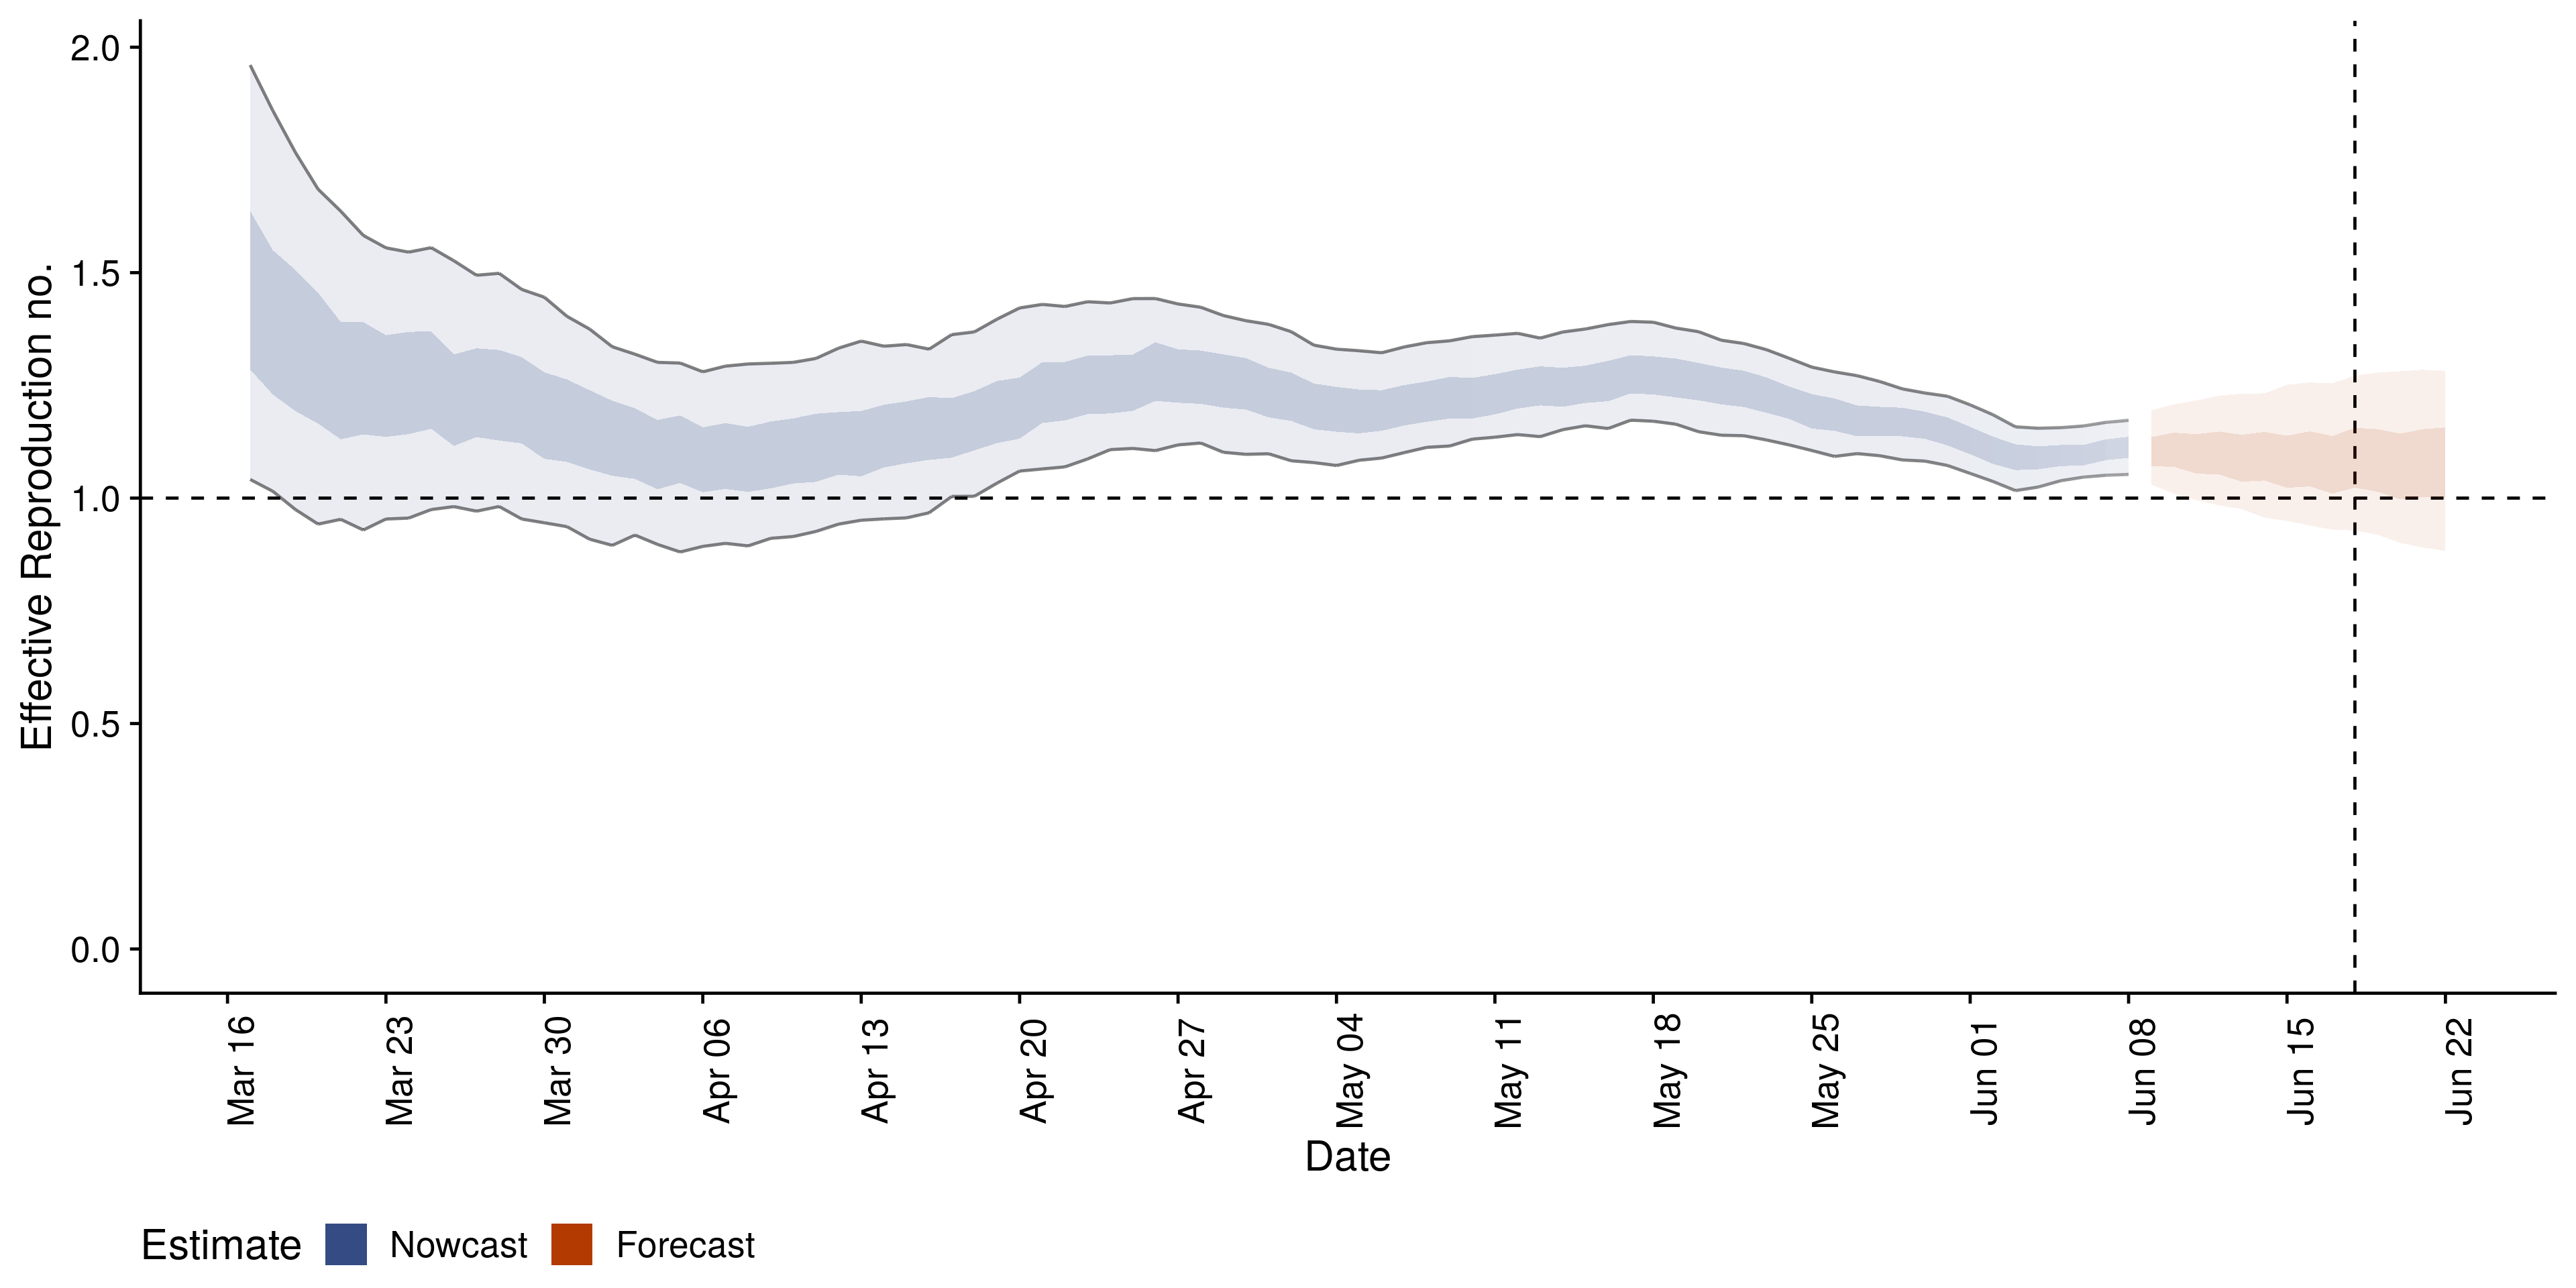 Effective Reproduction no.
2.0
1.5
1.0
0.5
0.0
Mar 16
Mar 23
Mar 30
Apr 06
Apr 13
Apr 20
Apr 27
May 04
May 11
May 18
May 25
Jun 01
Jun 08
Jun 15
Jun 22
Date
Estimate Nowcast Forecast